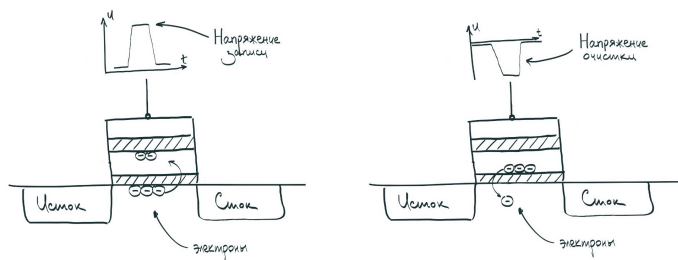 U
Напряжение
записи
t
Исток
Сток
электроны
U
t
Напряжение
очистки
Исток
Сток
электроны